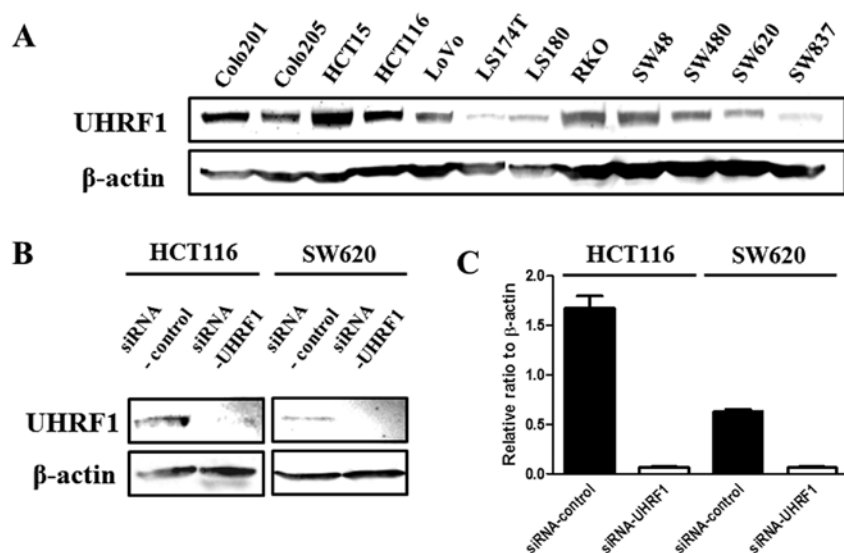 A
Colo201 Colo205 HCT15 HCT116 LoVo LS174T LS180 RKO SW48 SW480 SW620 SW837
UHRF1
β-actin
B
HCT116 SW620
siRNA
- control
siRNA
-UHRF1
siRNA
- control
siRNA
-UHRF1
UHRF1
β-actin
C
HCT116 SW620
Relative ratio to β-actin
2.0
1.5
1.0
0.5
0.0
siRNA-control
siRNA-UHRF1
siRNA-control
siRNA-UHRF1